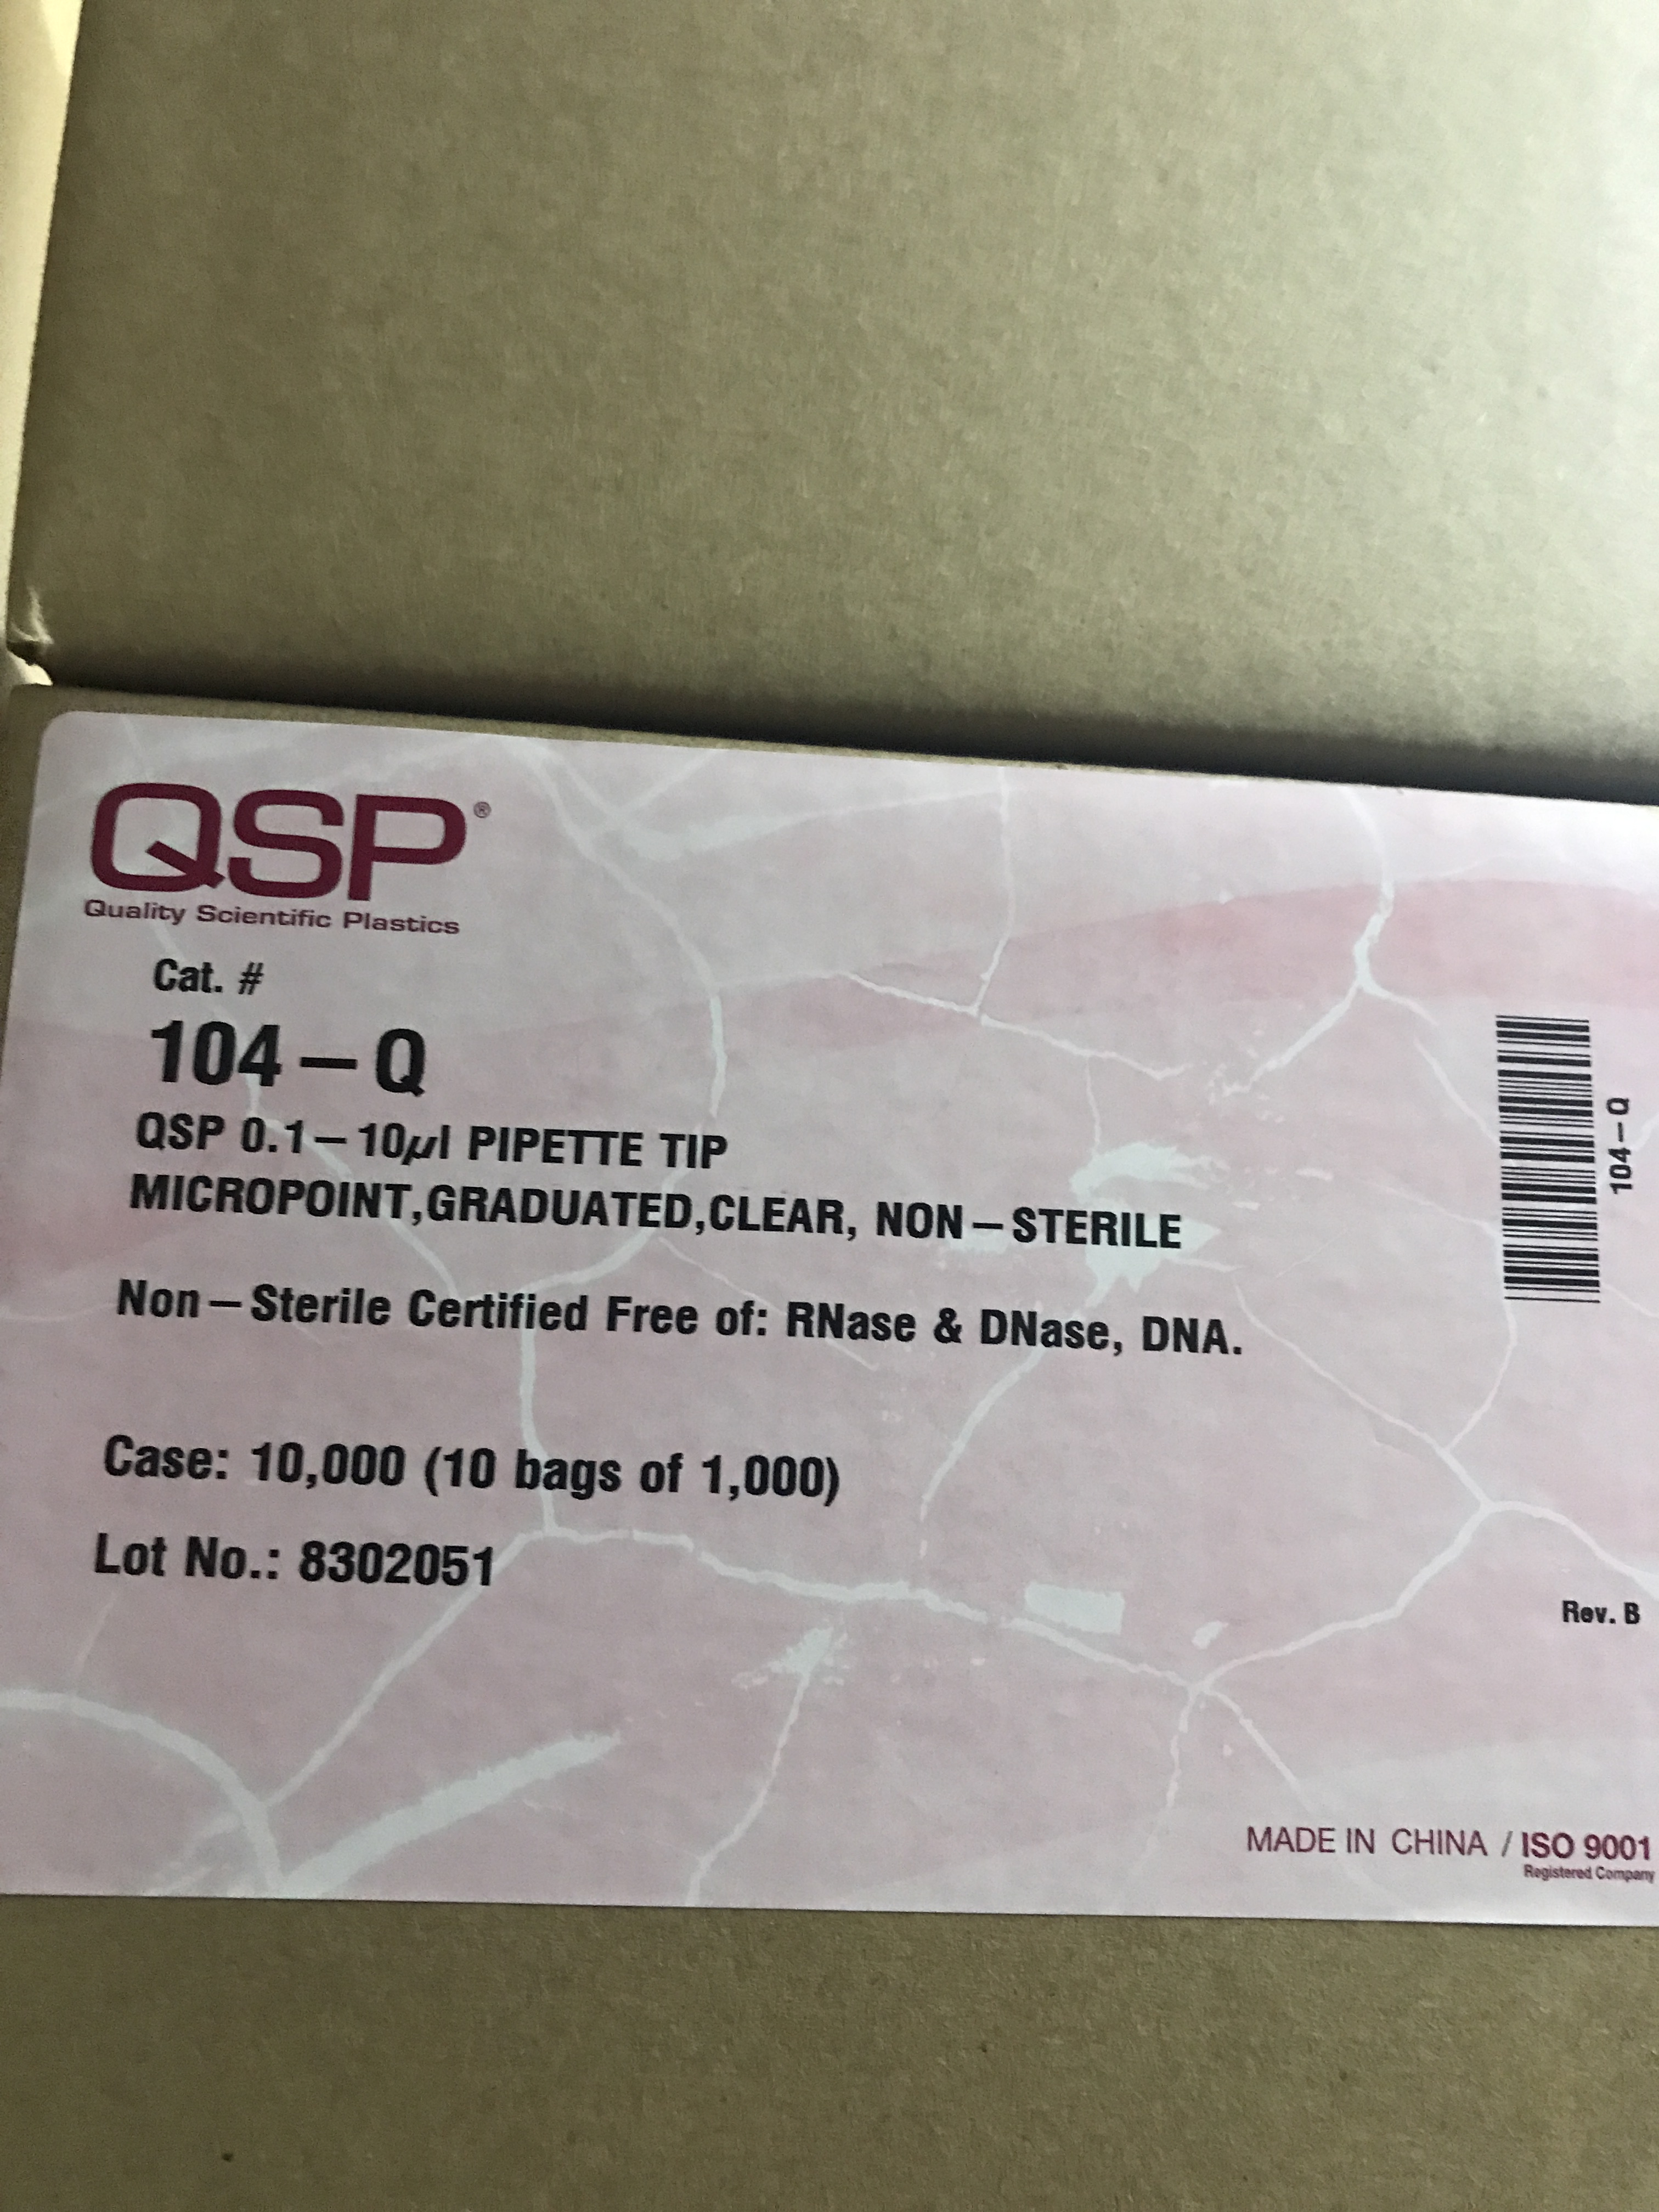 QSP®
Quality Scientific Plastics
Cat. #
104-Q
QSP 0.1-10µl PIPETTE TIP
MICROPOINT,GRADUATED,CLEAR, NON-STERILE
Non-Sterile Certified Free of: RNase & DNase, DNA.
Case: 10,000 (10 bags of 1,000)
Lot No.: 8302051
104-Q
Rev. B
MADE IN CHINA / ISO 9001
Registered Company